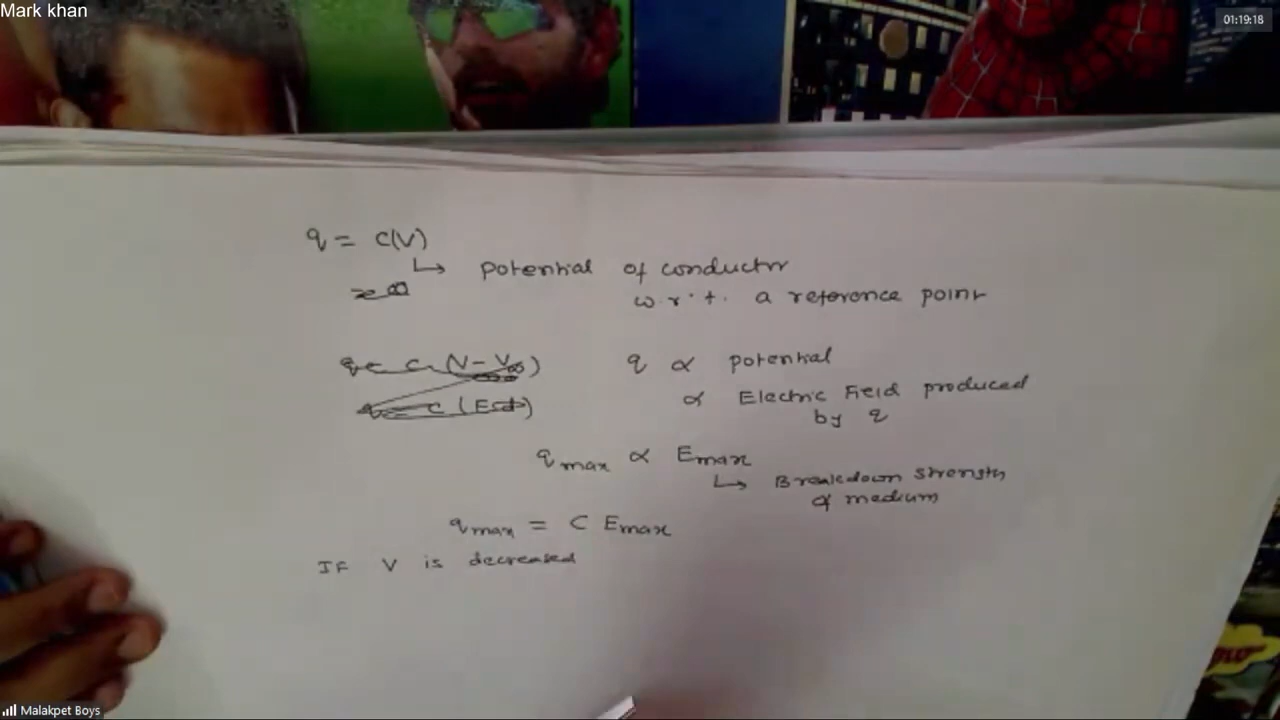 Mark khan
01:19:18
q = C(V)
↳ potential of conductor
= ∞
w.r.t. a reference point
q = C (V - V∞)
q ∝ potential
q = C (Ext)
∝ Electric Field produced
by q
qmax ∝ Emax
↳ Breakdown strength
of medium
qmax = C Emax
IF V is decreased
Malakpet Boys